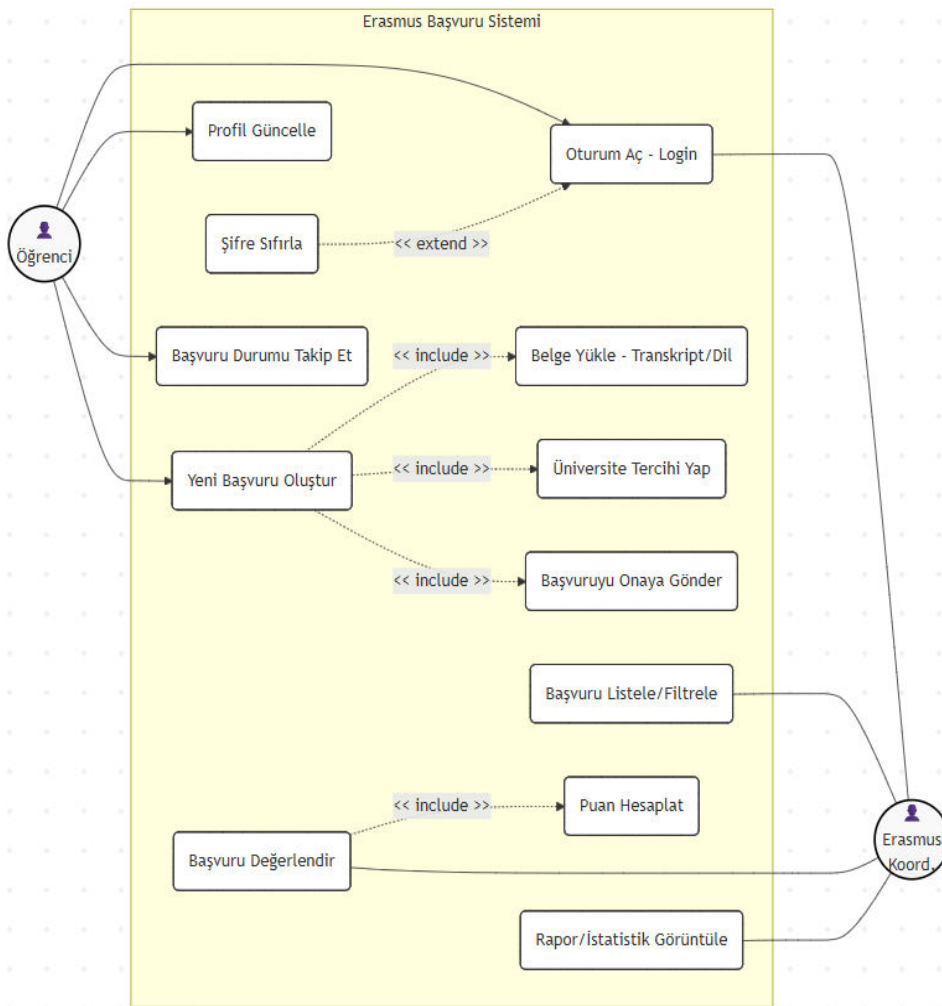 Erasmus Başvuru Sistemi
Profil Güncelle
Oturum Aç - Login
Öğrenci
Şifre Sıfırla
<< extend >>
Başvuru Durumu Takip Et
<< include >>
Belge Yükle - Transkript/Dil
Yeni Başvuru Oluştur
<< include >>
Üniversite Tercihi Yap
<< include >>
Başvuruyu Onaya Gönder
Başvuru Listele/Filtrele
<< include >>
Puan Hesaplat
Erasmus
Koord.
Başvuru Değerlendir
Rapor/İstatistik Görüntüle